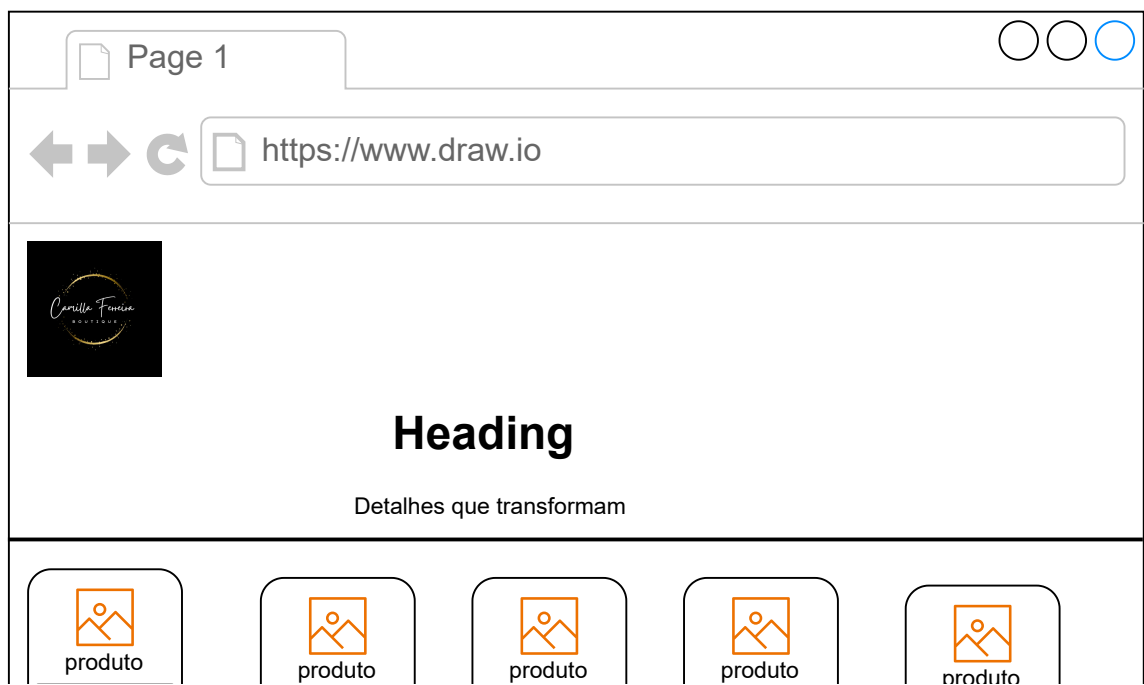 Page 1
https://www.draw.io
Camilla Ferreira
BOUTIQUE
Heading
Detalhes que transformam
produto
produto
produto
produto
produto